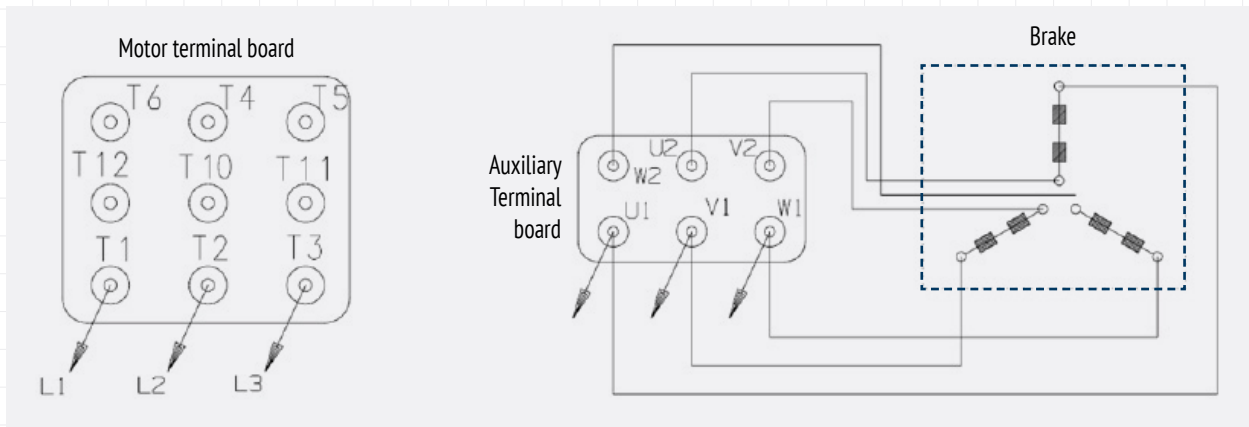 Motor terminal board
T6 T4 T5
T12 T10 T11
T1 T2 T3
L1 L2 L3
Brake
Auxiliary
Terminal
board
W2 U2 V2
U1 V1 W1